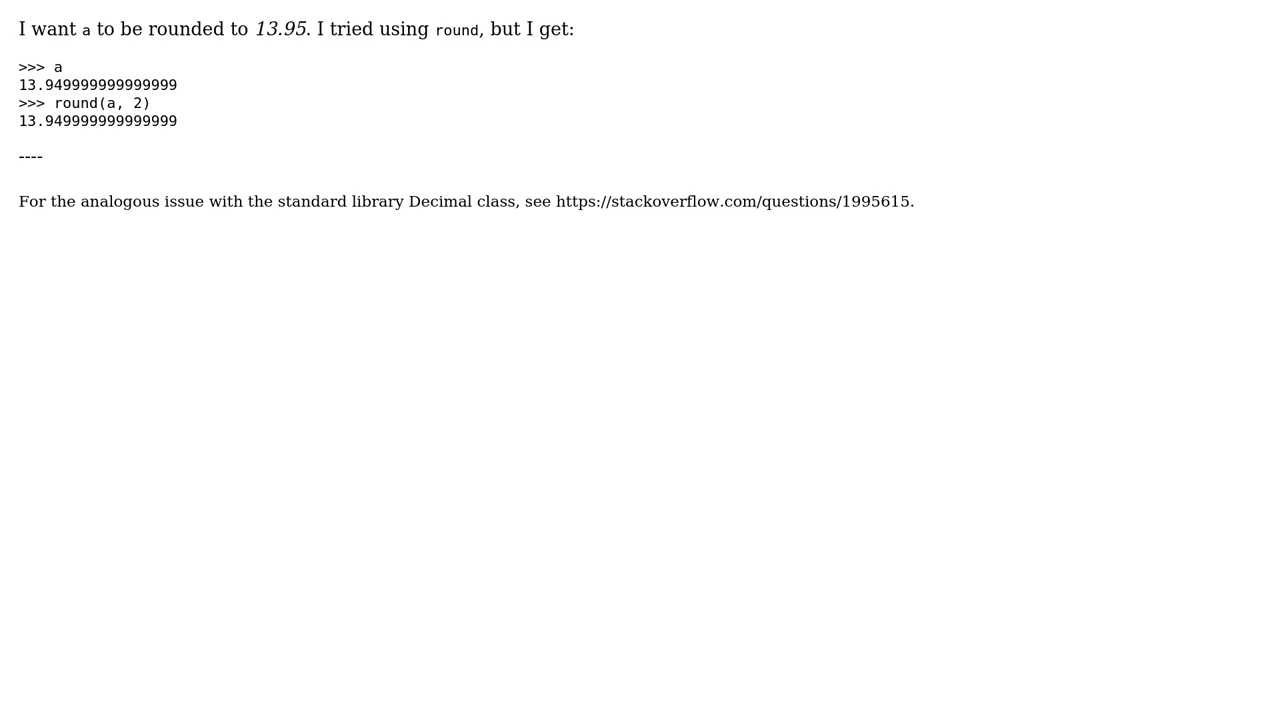 I want a to be rounded to 13.95. I tried using round, but I get:
>>> a
13.949999999999999
>>> round(a, 2)
13.949999999999999
----
For the analogous issue with the standard library Decimal class, see https://stackoverflow.com/questions/1995615.